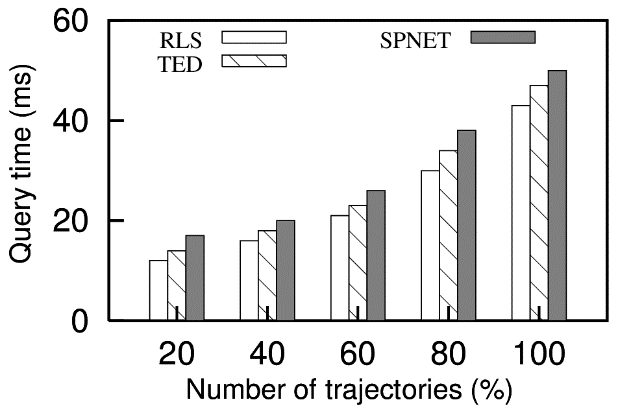 60
RLS SPNET
TED
40
20
0
Query time (ms)
20 40 60 80 100
Number of trajectories (%)